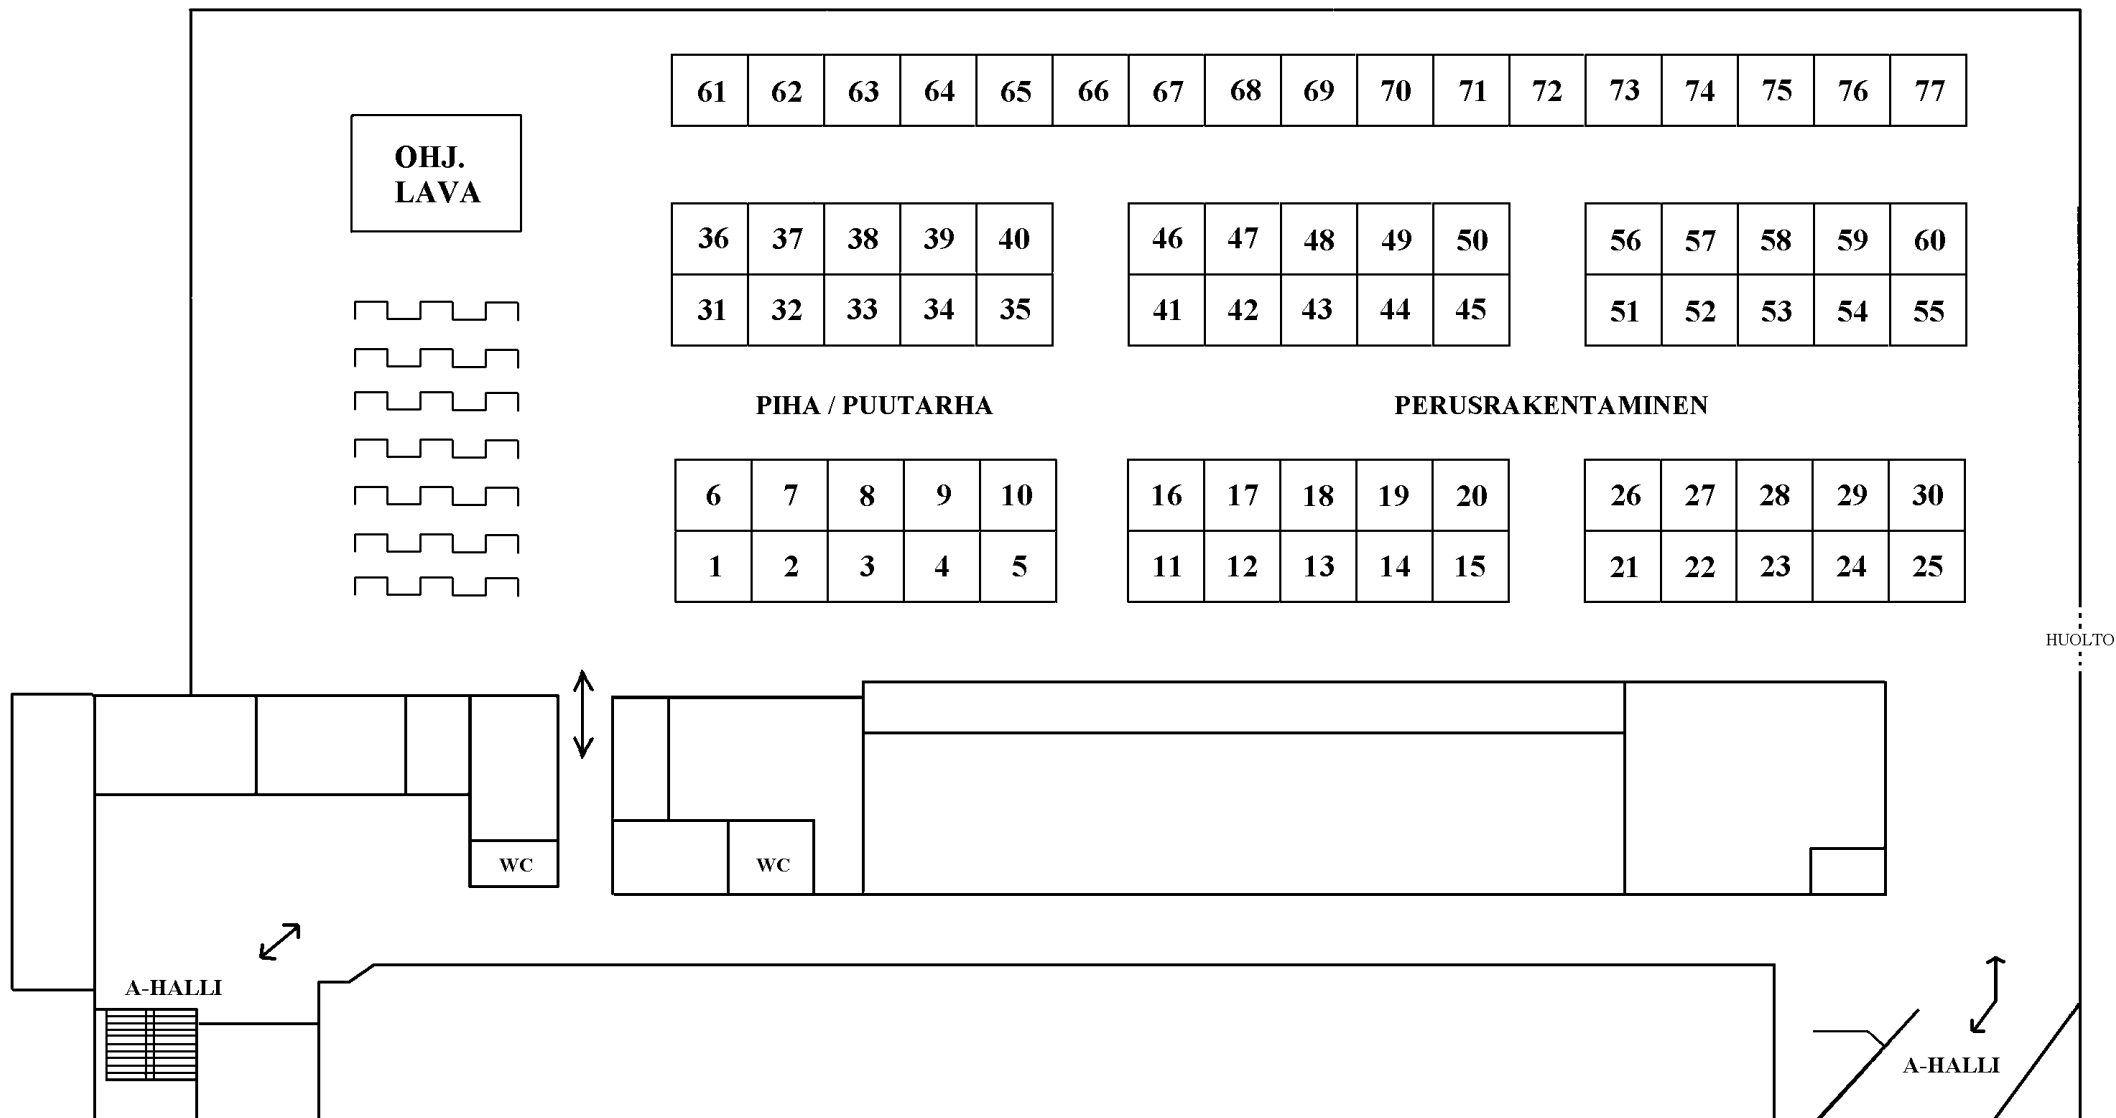 61 62 63 64 65 66 67 68 69 70 71 72 73 74 75 76 77
OHJ.
LAVA
36 37 38 39 40 46 47 48 49 50 56 57 58 59 60
31 32 33 34 35 41 42 43 44 45 51 52 53 54 55
PIHA / PUUTARHA PERUSRAKENTAMINEN
6 7 8 9 10 16 17 18 19 20 26 27 28 29 30
1 2 3 4 5 11 12 13 14 15 21 22 23 24 25
HUOLTO
WC WC
A-HALLI
A-HALLI